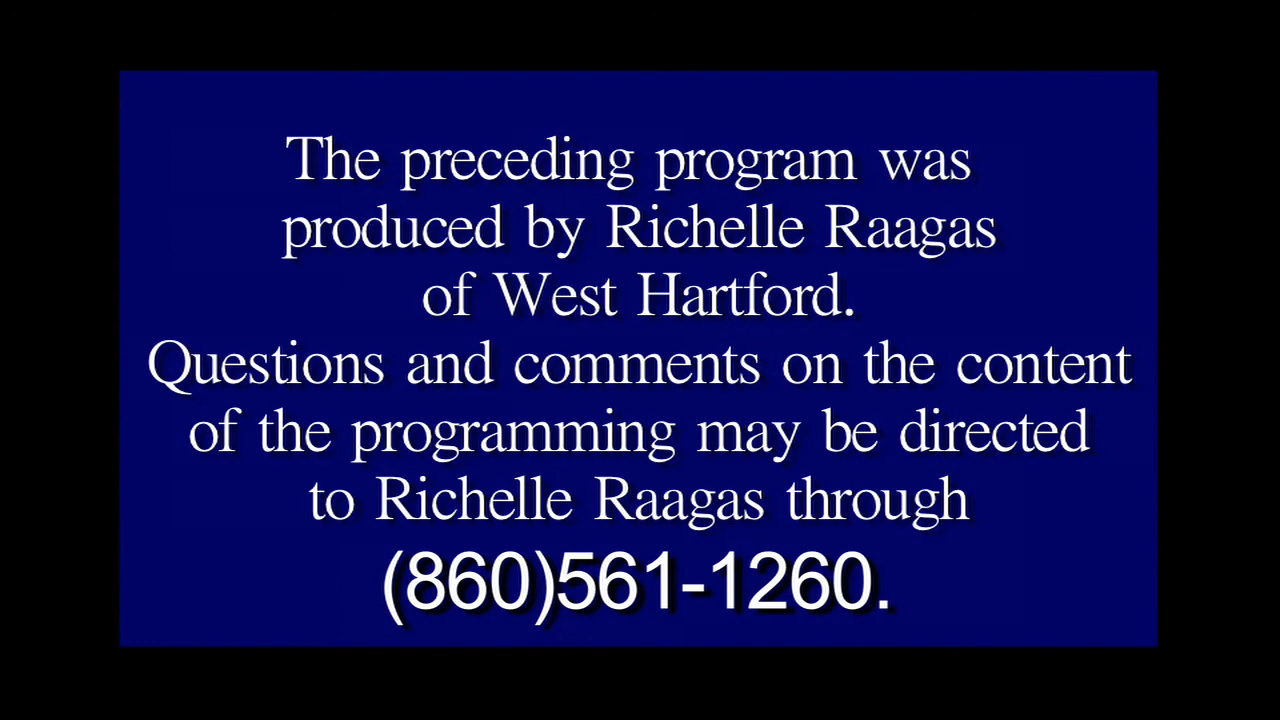 The preceding program was
produced by Richelle Raagas
of West Hartford.
Questions and comments on the content
of the programming may be directed
to Richelle Raagas through
(860)561-1260.